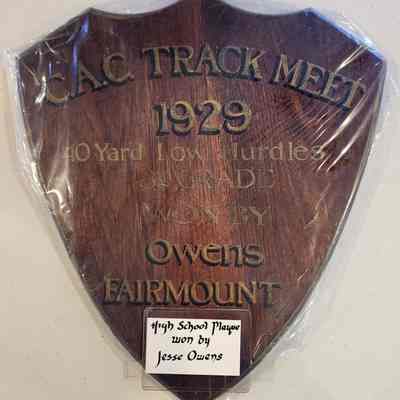 C.A.C. TRACK MEET
1929
40 Yard Low Hurdles
GRADE
WON BY
Owens
FAIRMOUNT
High School Plaque
won by
Jesse Owens